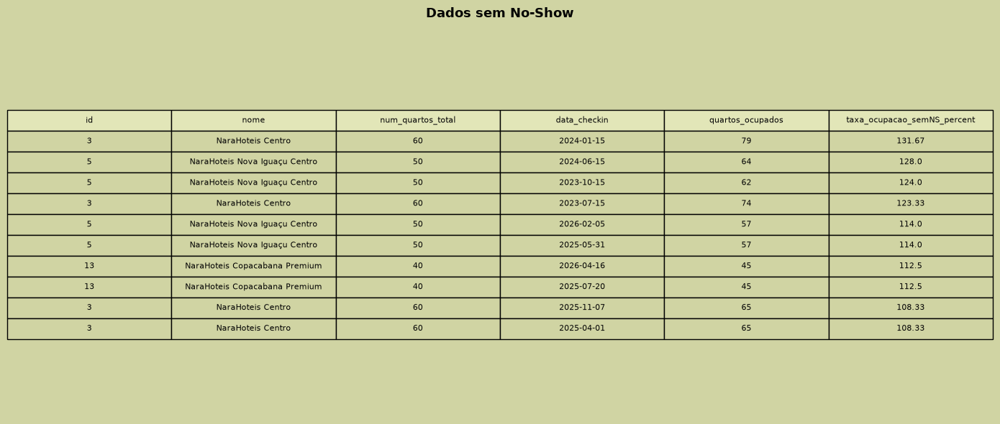 Dados sem No-Show
id nome num_quartos_total data_checkin quartos_ocupados taxa_ocupacao_semNS_percent
3 NaraHoteis Centro 60 2024-01-15 79 131.67
5 NaraHoteis Nova Iguaçu Centro 50 2024-06-15 64 128.0
5 NaraHoteis Nova Iguaçu Centro 50 2023-10-15 62 124.0
3 NaraHoteis Centro 60 2023-07-15 74 123.33
5 NaraHoteis Nova Iguaçu Centro 50 2026-02-05 57 114.0
5 NaraHoteis Nova Iguaçu Centro 50 2025-05-31 57 114.0
13 NaraHoteis Copacabana Premium 40 2026-04-16 45 112.5
13 NaraHoteis Copacabana Premium 40 2025-07-20 45 112.5
3 NaraHoteis Centro 60 2025-11-07 65 108.33
3 NaraHoteis Centro 60 2025-04-01 65 108.33